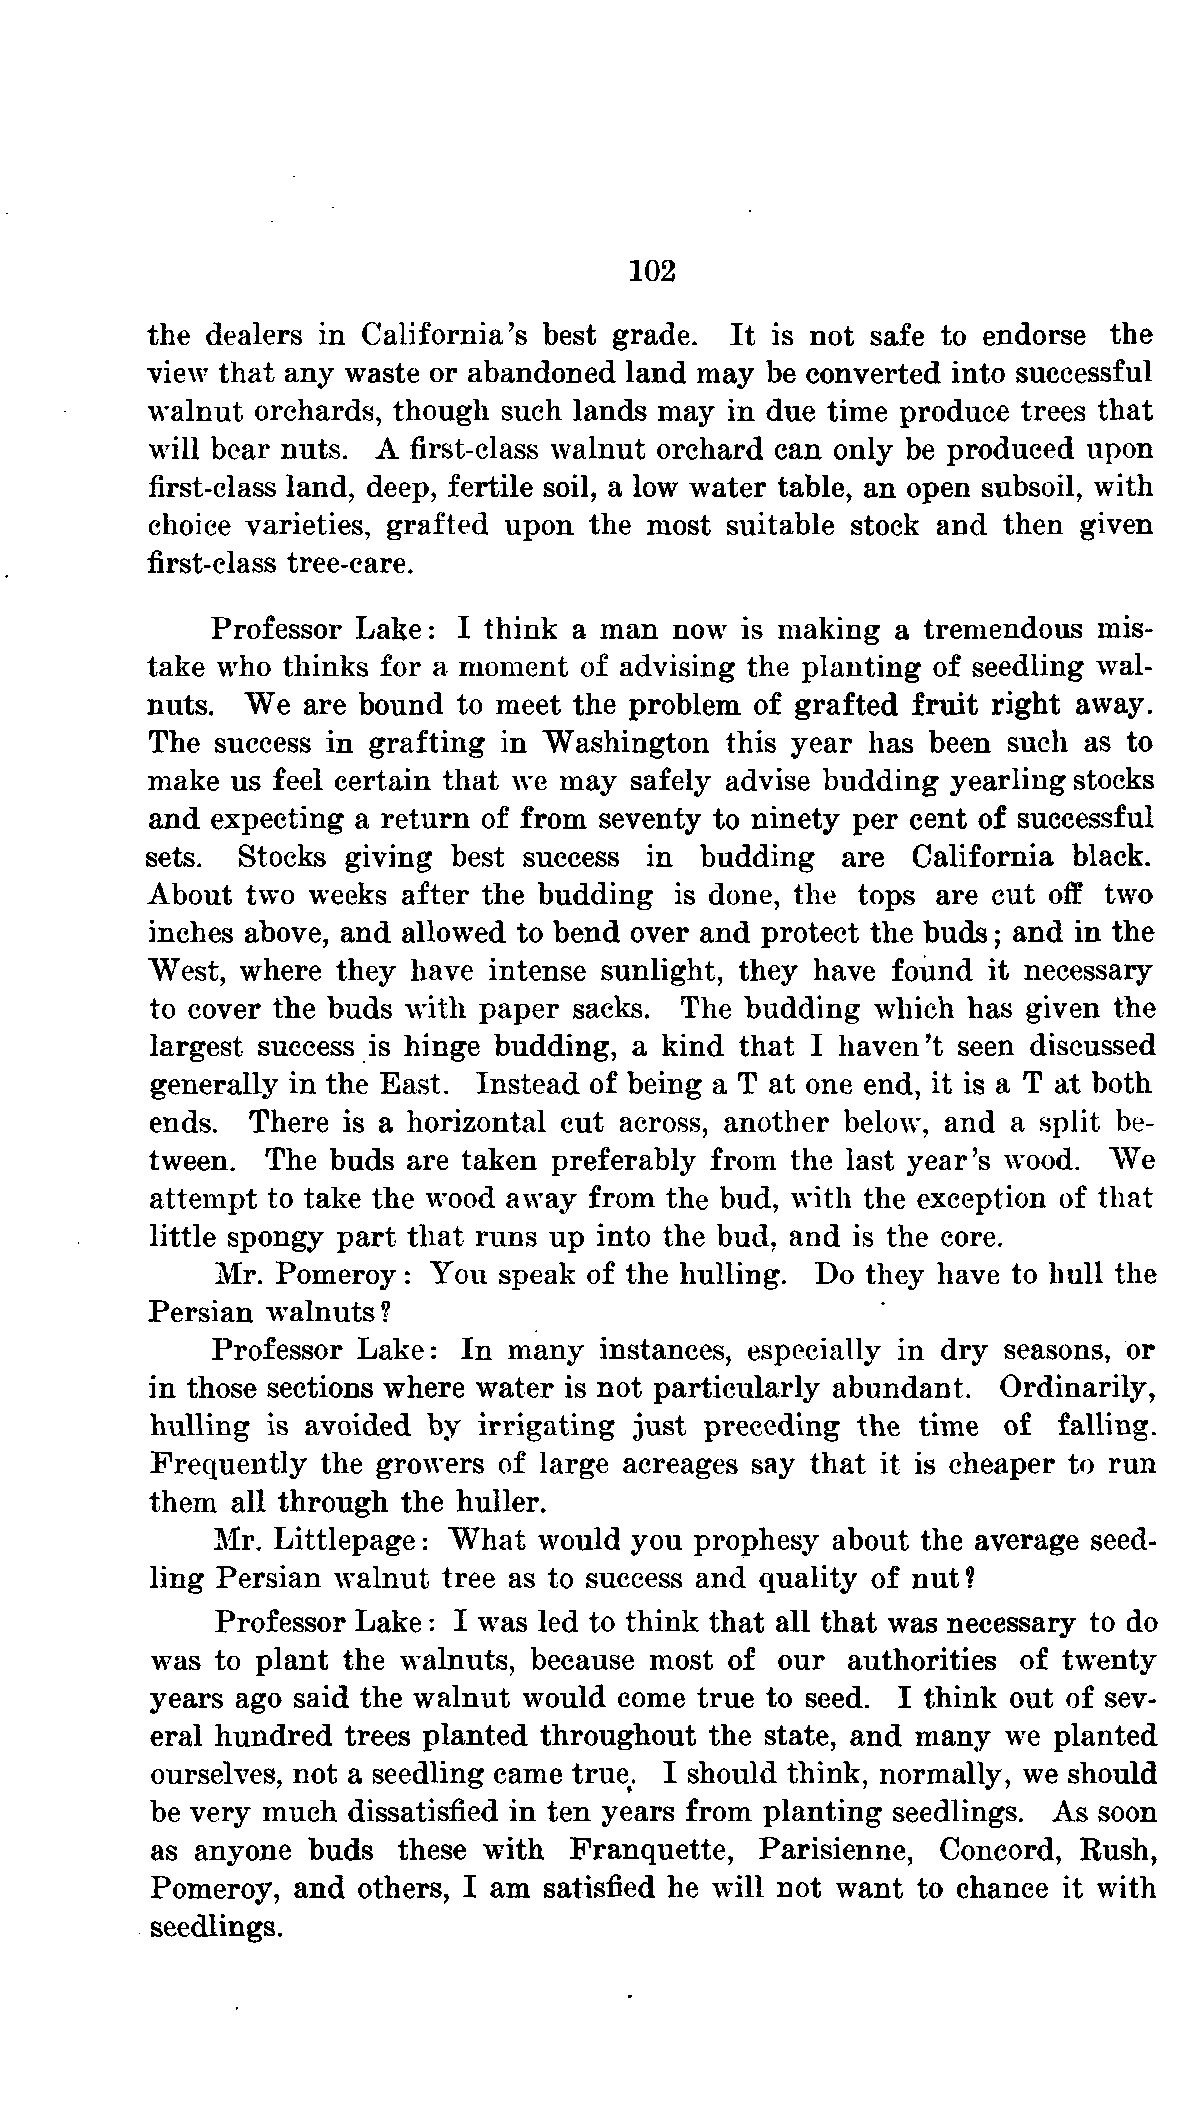 102
the dealers in California's best grade. It is not safe to endorse the
view that any waste or abandoned land may be converted into successful
walnut orchards, though such lands may in due time produce trees that
will bear nuts. A first-class walnut orchard can only be produced upon
first-class land, deep, fertile soil, a low water table, an open subsoil, with
choice varieties, grafted upon the most suitable stock and then given
first-class tree-care.
Professor Lake: I think a man now is making a tremendous mis-
take who thinks for a moment of advising the planting of seedling wal-
nuts. We are bound to meet the problem of grafted fruit right away.
The success in grafting in Washington this year has been such as to
make us feel certain that we may safely advise budding yearling stocks
and expecting a return of from seventy to ninety per cent of successful
sets. Stocks giving best success in budding are California black.
About two weeks after the budding is done, the tops are cut off two
inches above, and allowed to bend over and protect the buds; and in the
West, where they have intense sunlight, they have found it necessary
to cover the buds with paper sacks. The budding which has given the
largest success is hinge budding, a kind that I haven't seen discussed
generally in the East. Instead of being a T at one end, it is a T at both
ends. There is a horizontal cut across, another below, and a split be-
tween. The buds are taken preferably from the last year's wood. We
attempt to take the wood away from the bud, with the exception of that
little spongy part that runs up into the bud, and is the core.
Mr. Pomeroy: You speak of the hulling. Do they have to hull the
Persian walnuts?
Professor Lake: In many instances, especially in dry seasons, or
in those sections where water is not particularly abundant. Ordinarily,
hulling is avoided by irrigating just preceding the time of falling.
Frequently the growers of large acreages say that it is cheaper to run
them all through the huller.
Mr. Littlepage: What would you prophesy about the average seed-
ling Persian walnut tree as to success and quality of nut?
Professor Lake: I was led to think that all that was necessary to do
was to plant the walnuts, because most of our authorities of twenty
years ago said the walnut would come true to seed. I think out of sev-
eral hundred trees planted throughout the state, and many we planted
ourselves, not a seedling came true. I should think, normally, we should
be very much dissatisfied in ten years from planting seedlings. As soon
as anyone buds these with Franquette, Parisienne, Concord, Rush,
Pomeroy, and others, I am satisfied he will not want to chance it with
seedlings.